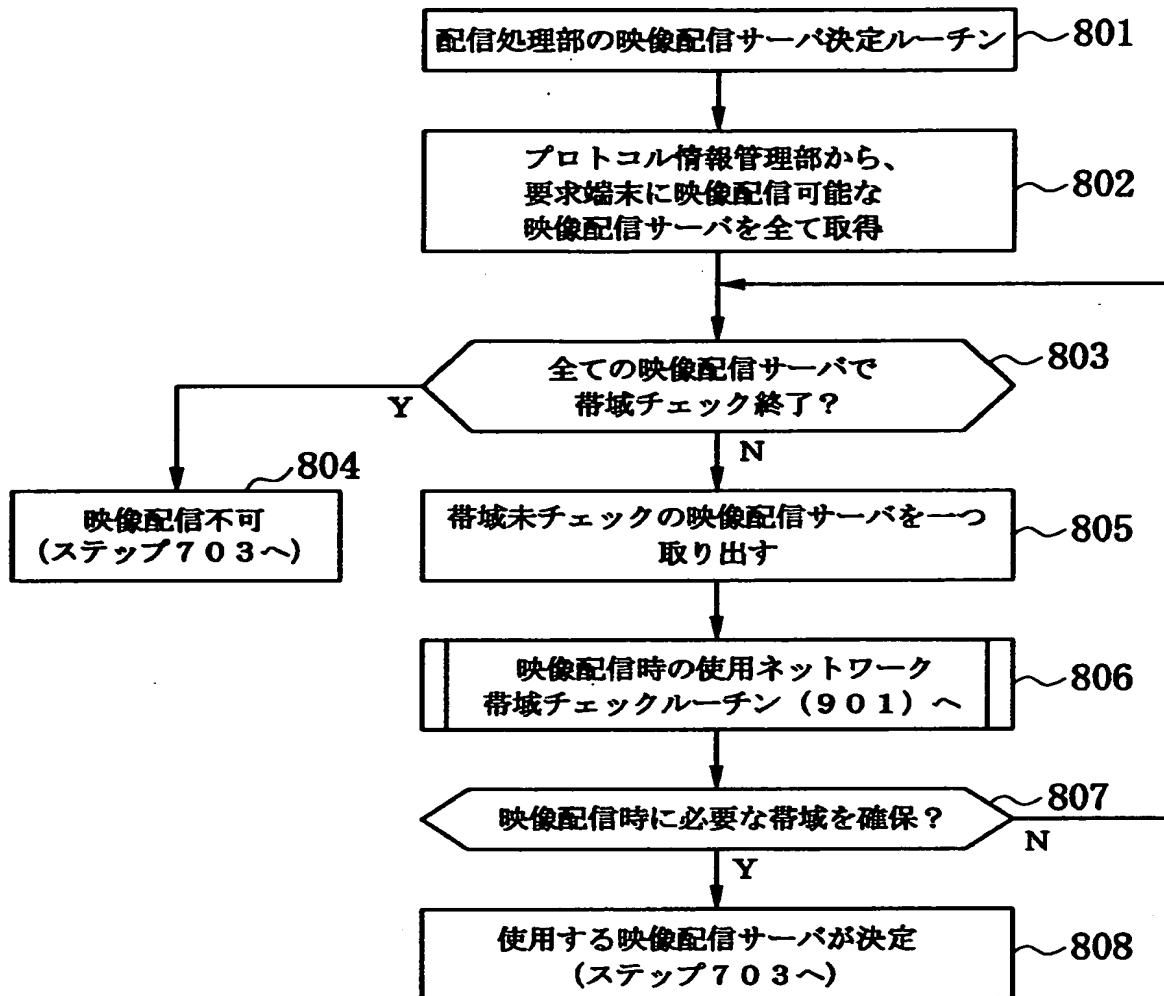 配信処理部の映像配信サーバ決定ルーチン
801
プロトコル情報管理部から、
要求端末に映像配信可能な
映像配信サーバを全て取得
802
全ての映像配信サーバで
帯域チェック終了？
803
Y
N
804
映像配信不可
(ステップ７０３へ)
帯域未チェックの映像配信サーバを一つ
取り出す
805
映像配信時の使用ネットワーク
帯域チェックルーチン（９０１）へ
806
映像配信時に必要な帯域を確保？
807
N
Y
使用する映像配信サーバが決定
(ステップ７０３へ)
808